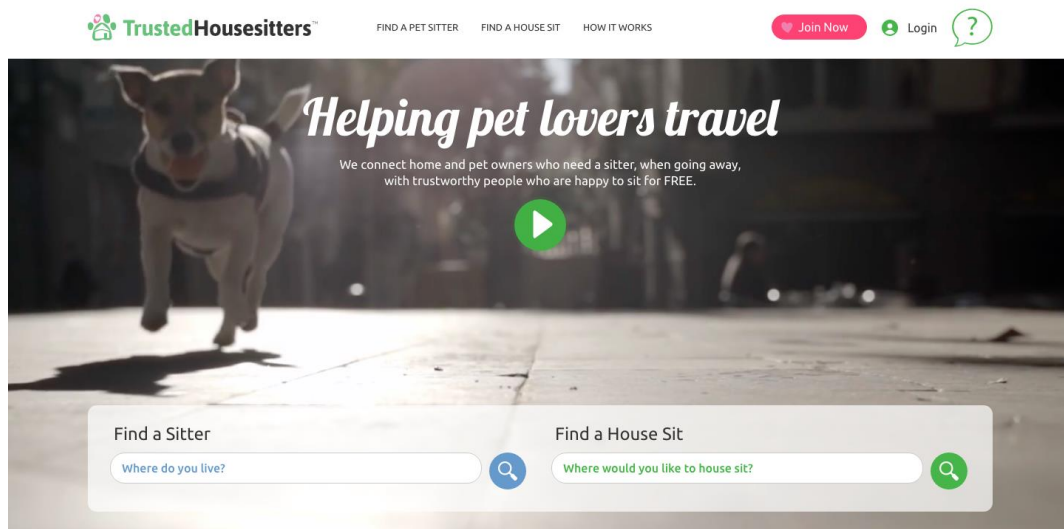 TrustedHousesitters™
FIND A PET SITTER
FIND A HOUSE SIT
HOW IT WORKS
Join Now
Login
?
Helping pet lovers travel
We connect home and pet owners who need a sitter, when going away,
with trustworthy people who are happy to sit for FREE.
Find a Sitter
Where do you live?
Find a House Sit
Where would you like to house sit?